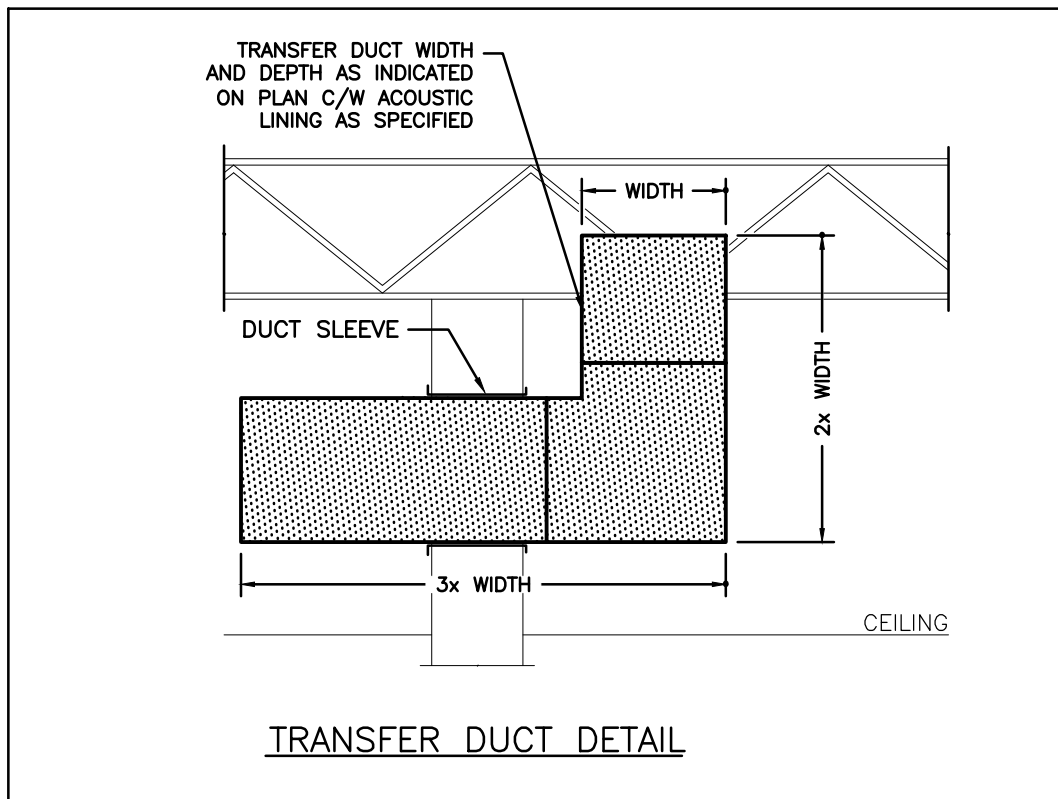 TRANSFER DUCT WIDTH
AND DEPTH AS INDICATED
ON PLAN C/W ACOUSTIC
LINING AS SPECIFIED
WIDTH
DUCT SLEEVE
2x WIDTH
3x WIDTH
CEILING
TRANSFER DUCT DETAIL